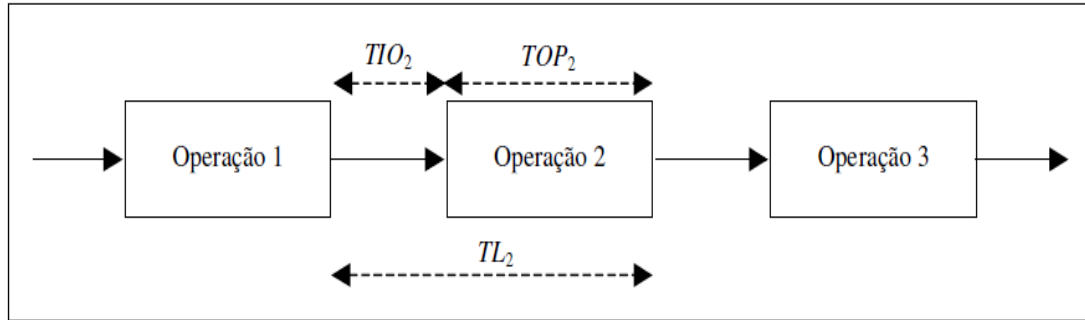 TIO₂ TOP₂
Operação 1 Operação 2 Operação 3
TL₂